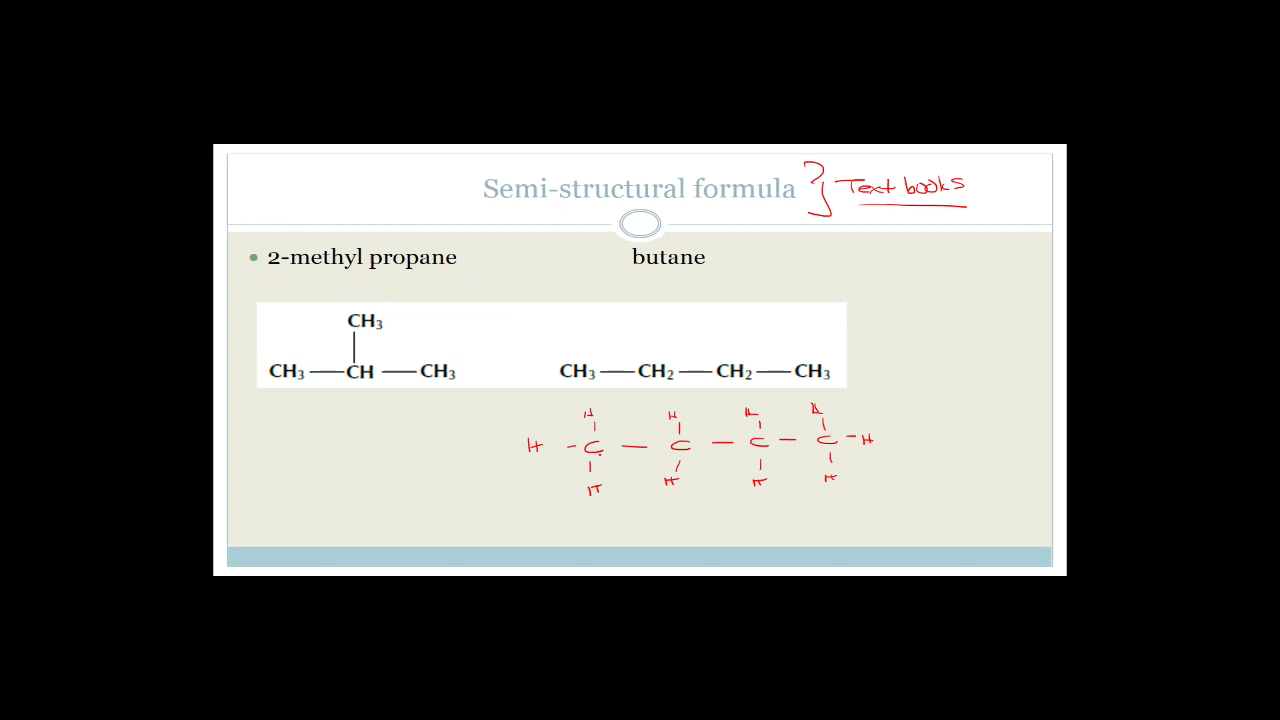 Semi-structural formula } Text books
• 2-methyl propane butane
CH₃
CH₃—CH—CH₃ CH₃—CH₂—CH₂—CH₃
H H H H
H - C — C — C — C - H
H H H H